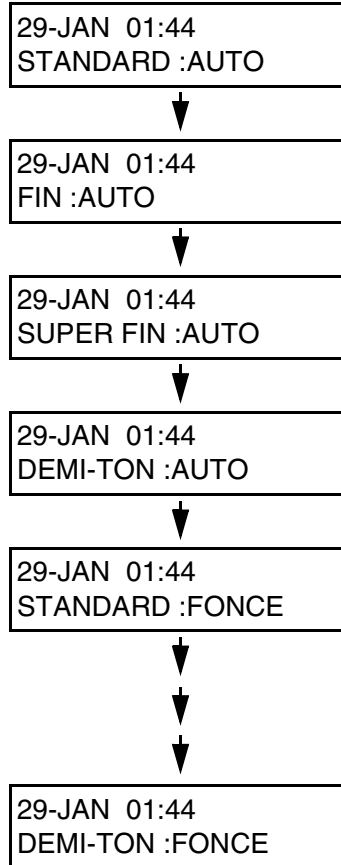 29-JAN 01:44
STANDARD :AUTO
29-JAN 01:44
FIN :AUTO
29-JAN 01:44
SUPER FIN :AUTO
29-JAN 01:44
DEMI-TON :AUTO
29-JAN 01:44
STANDARD :FONCE
29-JAN 01:44
DEMI-TON :FONCE